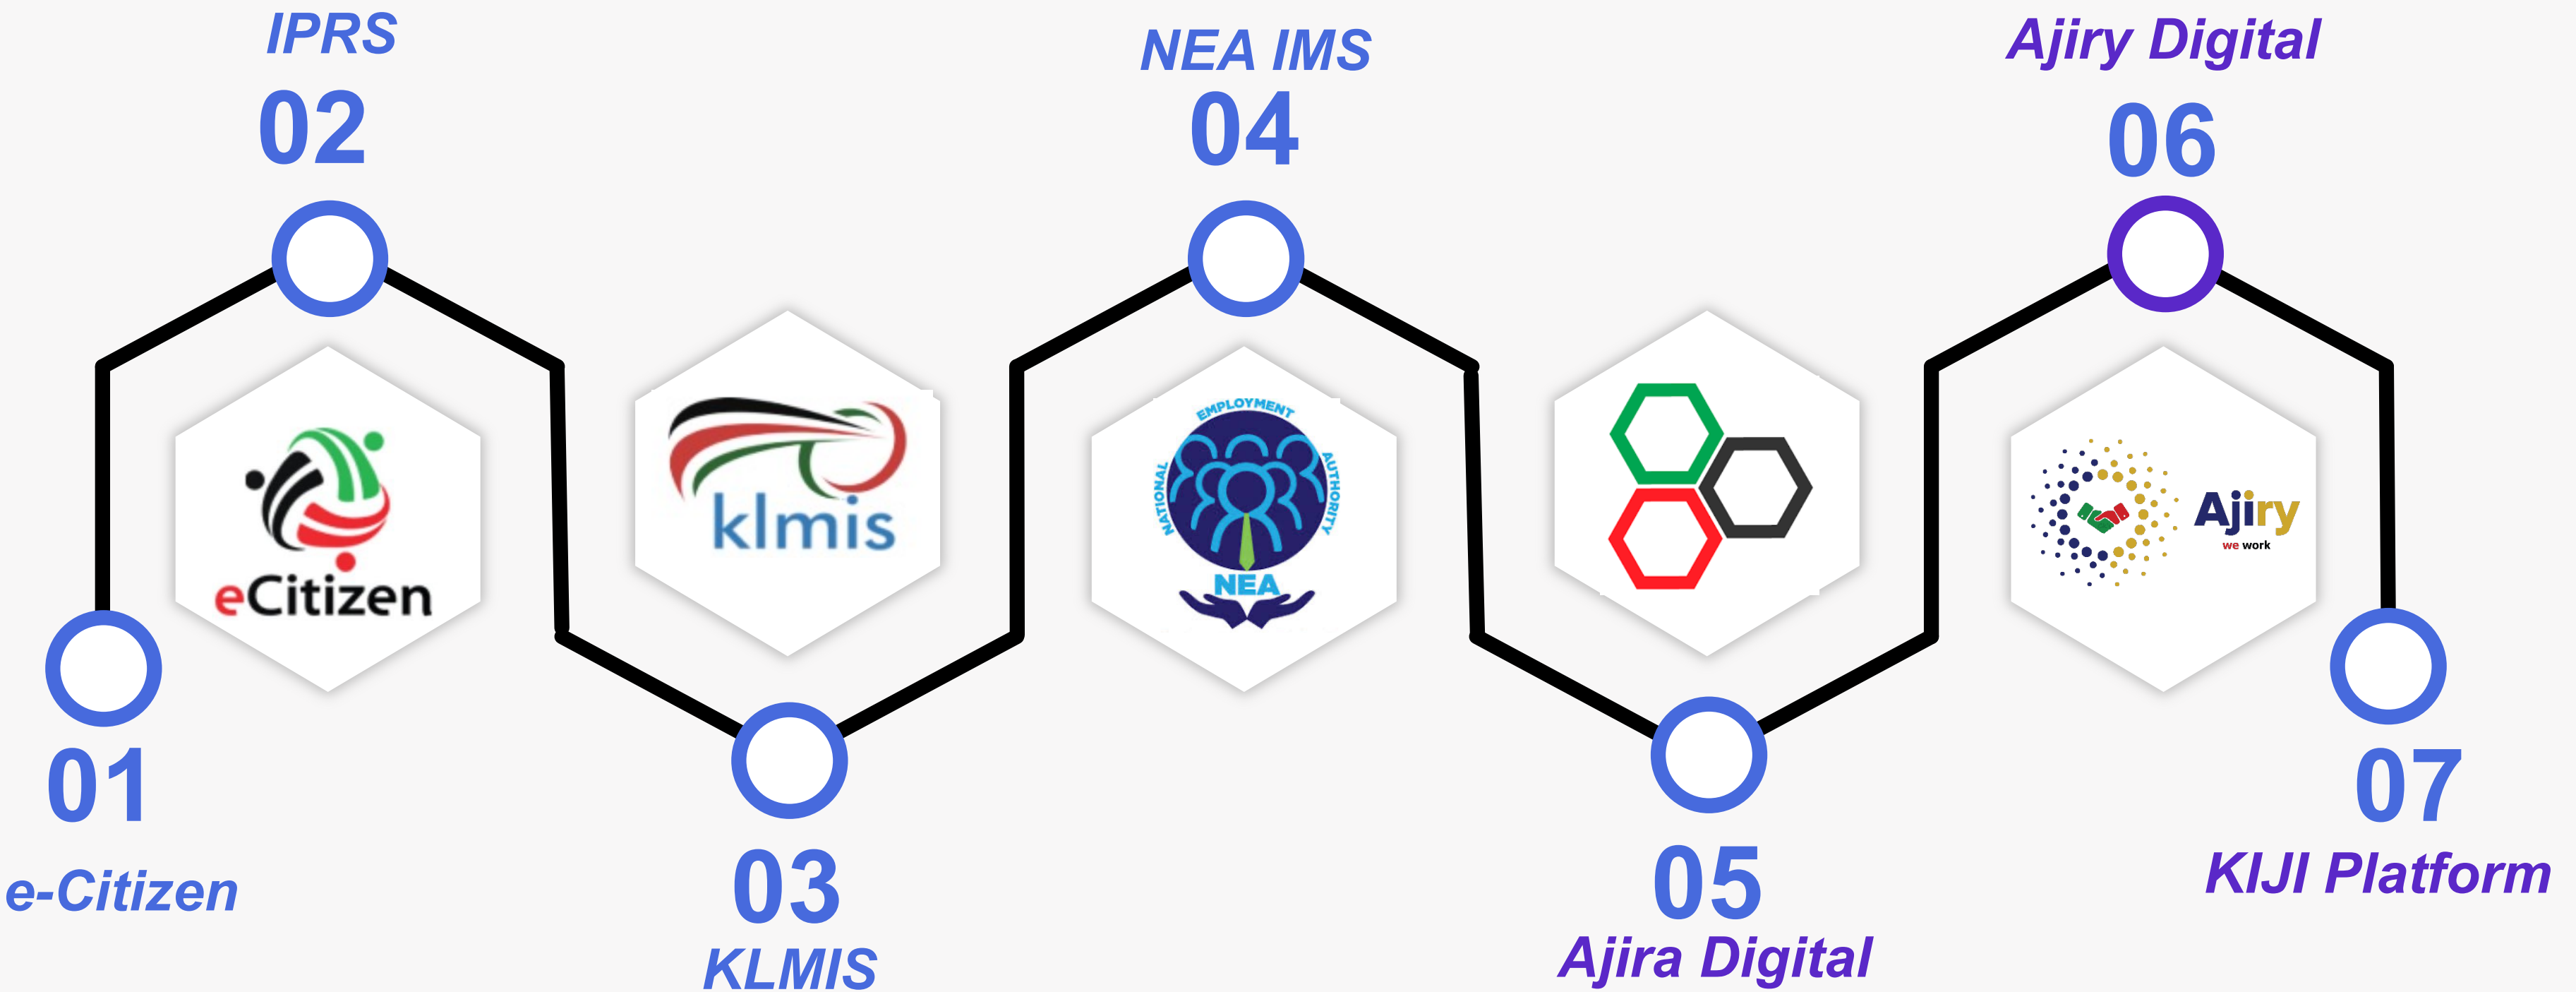 IPRS
02
NEA IMS
04
Ajiry Digital
06
eCitizen
klmis
NATIONAL EMPLOYMENT AUTHORITY
NEA
Ajiry
we work
01
e-Citizen
03
KLMIS
05
Ajira Digital
07
KIJI Platform